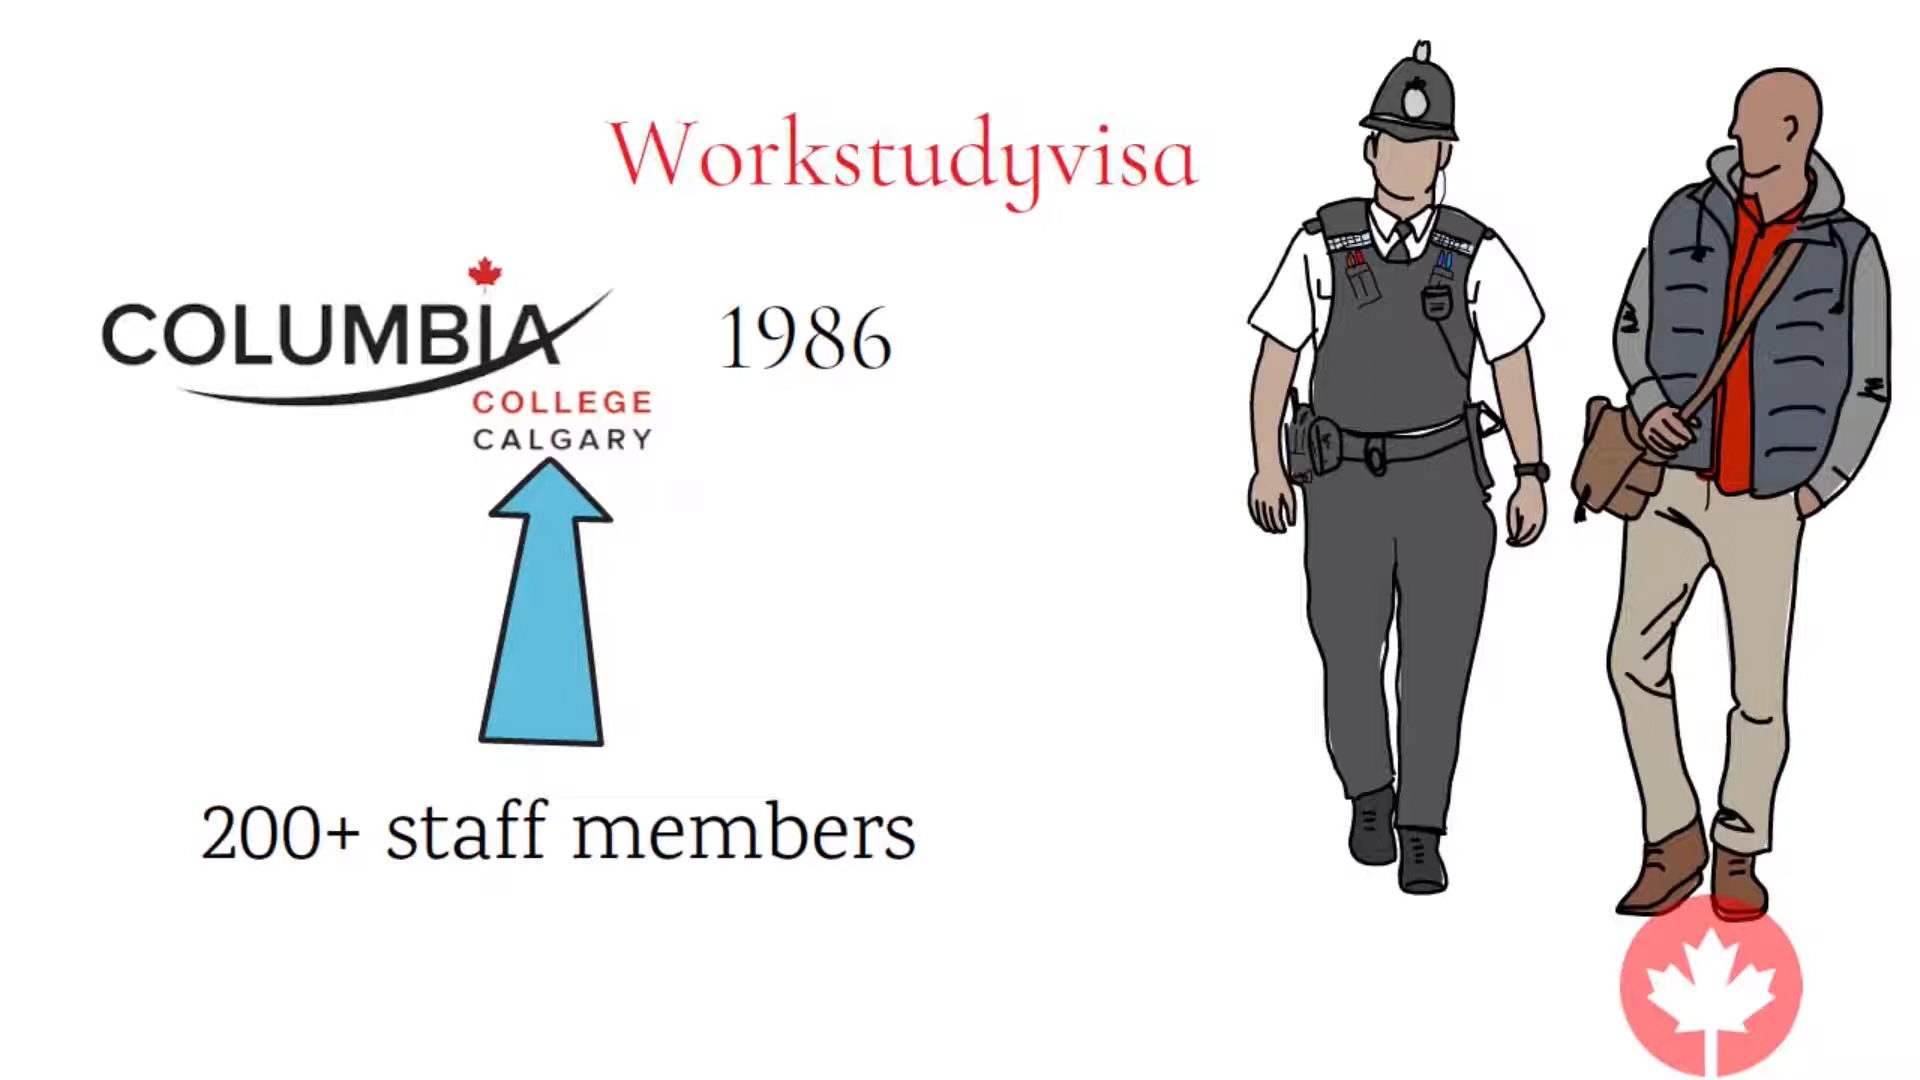 Workstudyvisa
COLUMBIA
1986
COLLEGE
CALGARY
200+ staff members